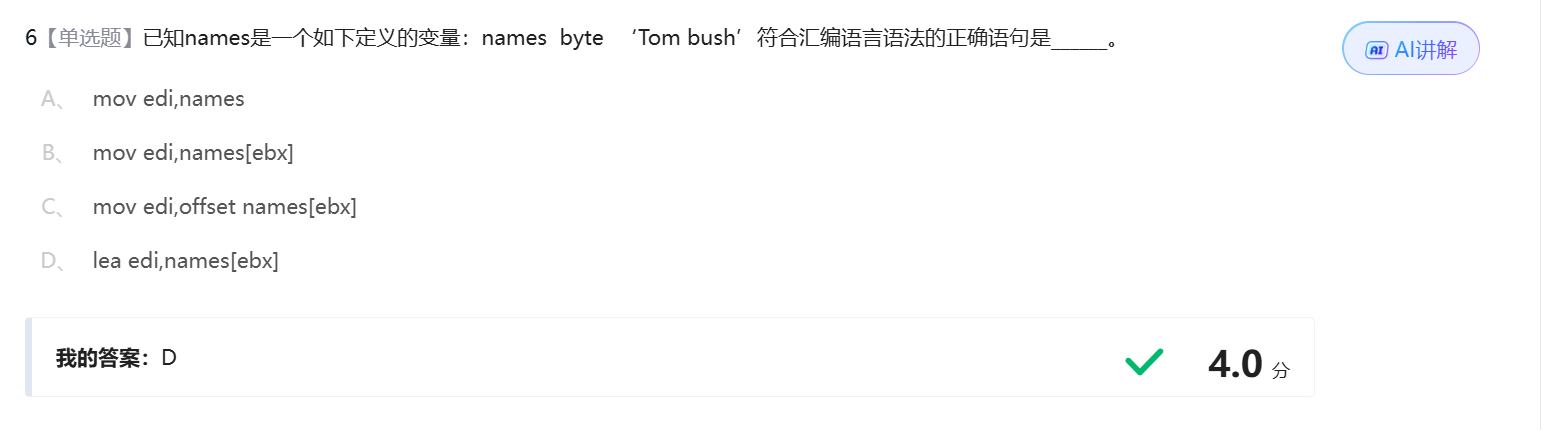 6【单选题】已知names是一个如下定义的变量：names  byte   ‘Tom bush’ 符合汇编语言语法的正确语句是______。
AI讲解
A、 mov edi,names
B、 mov edi,names[ebx]
C、 mov edi,offset names[ebx]
D、 lea edi,names[ebx]
我的答案：D
4.0 分